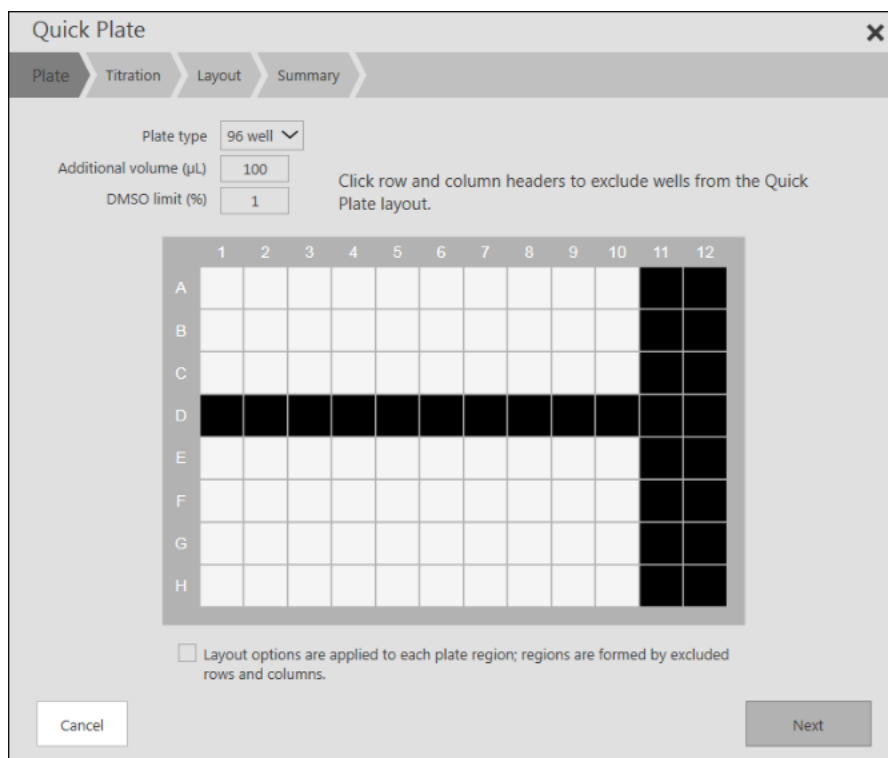 Quick Plate
Plate Titration Layout Summary
Plate type 96 well
Additional volume (µL) 100
DMSO limit (%) 1
Click row and column headers to exclude wells from the Quick
Plate layout.
1 2 3 4 5 6 7 8 9 10 11 12
A
B
C
D
E
F
G
H
Layout options are applied to each plate region; regions are formed by excluded
rows and columns.
Cancel Next